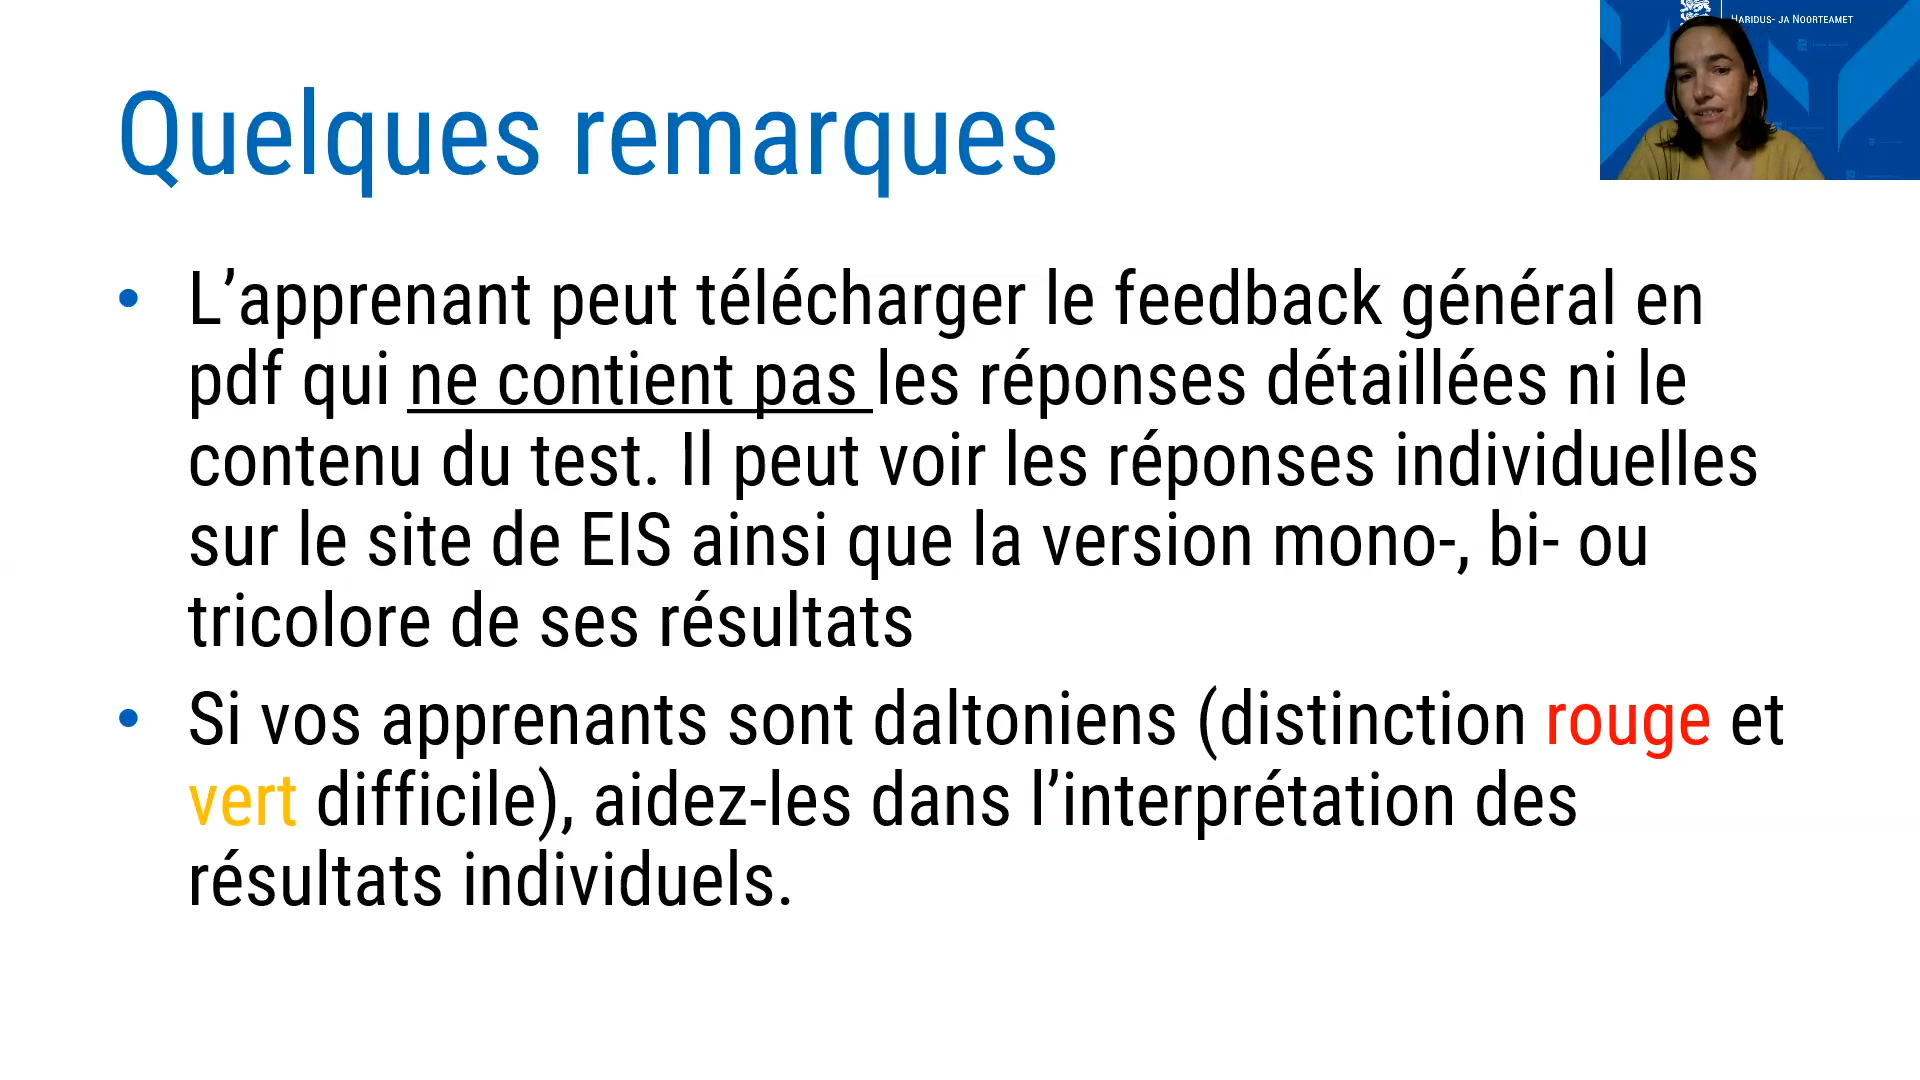 Haridus- ja Noorteamet
Quelques remarques
• L’apprenant peut télécharger le feedback général en
pdf qui ne contient pas les réponses détaillées ni le
contenu du test. Il peut voir les réponses individuelles
sur le site de EIS ainsi que la version mono-, bi- ou
tricolore de ses résultats
• Si vos apprenants sont daltoniens (distinction rouge et
vert difficile), aidez-les dans l’interprétation des
résultats individuels.